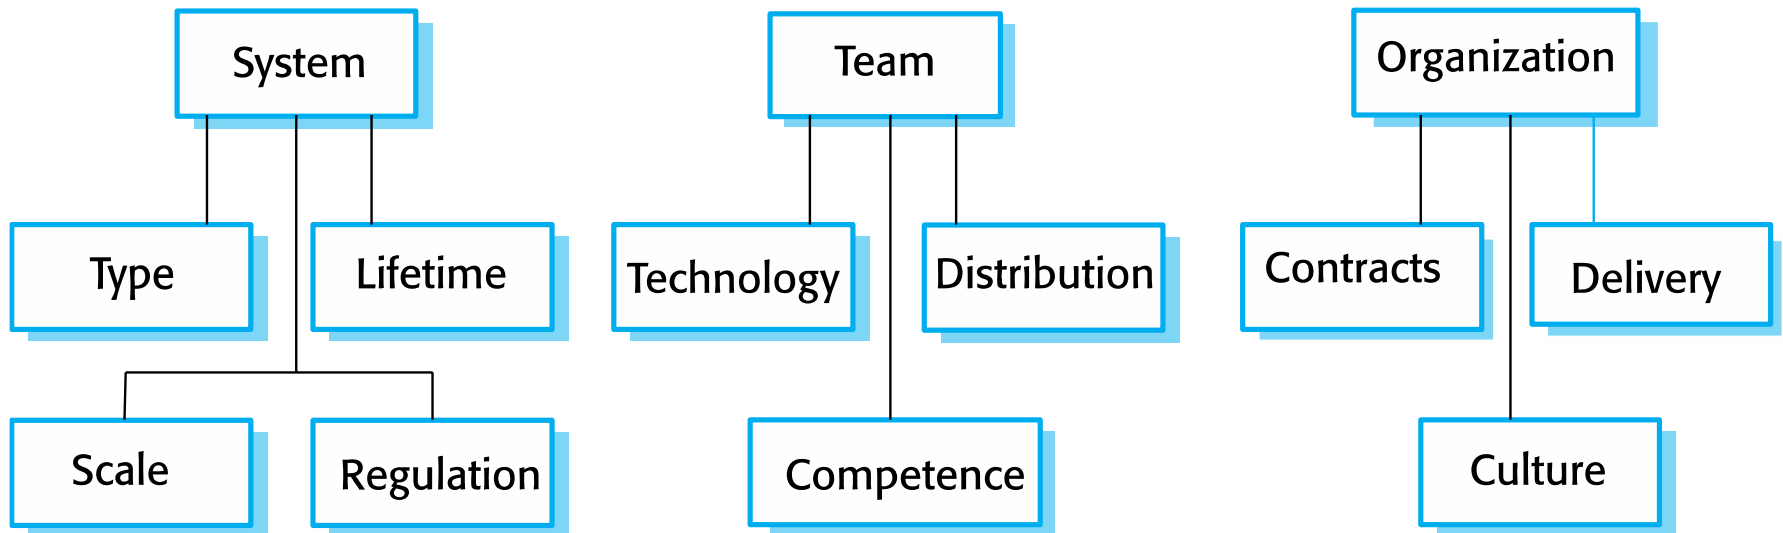 System
Team
Organization
Type
Lifetime
Technology
Distribution
Contracts
Delivery
Scale
Regulation
Competence
Culture